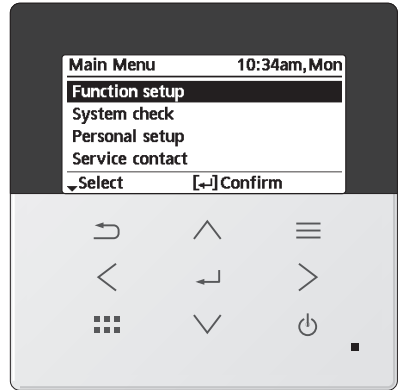 Main Menu 10:34am,Mon
Function setup
System check
Personal setup
Service contact
Select [↵]Confirm